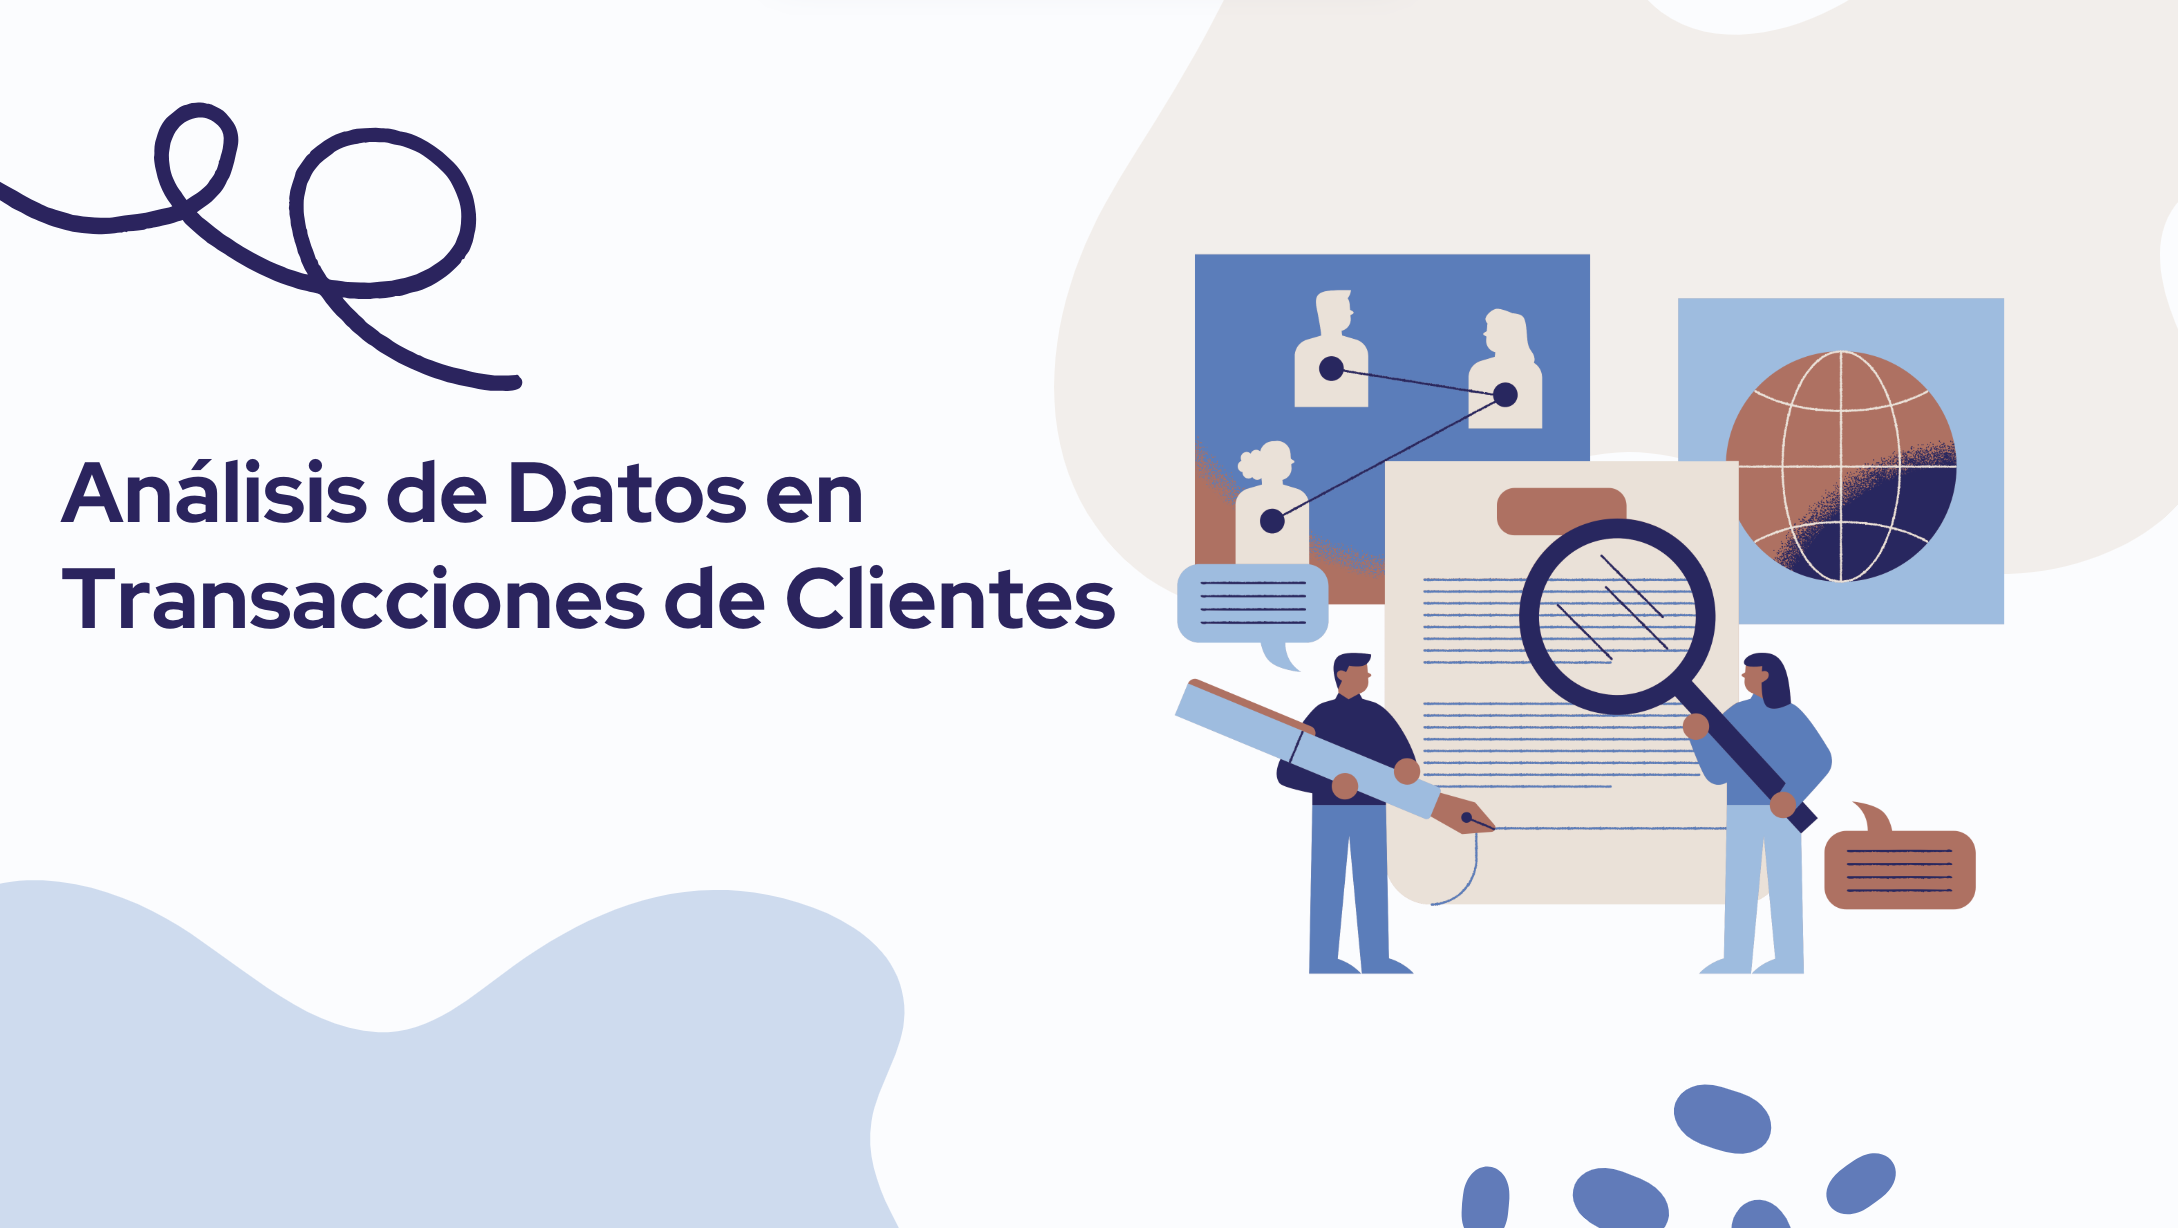 Análisis de Datos en
Transacciones de Clientes